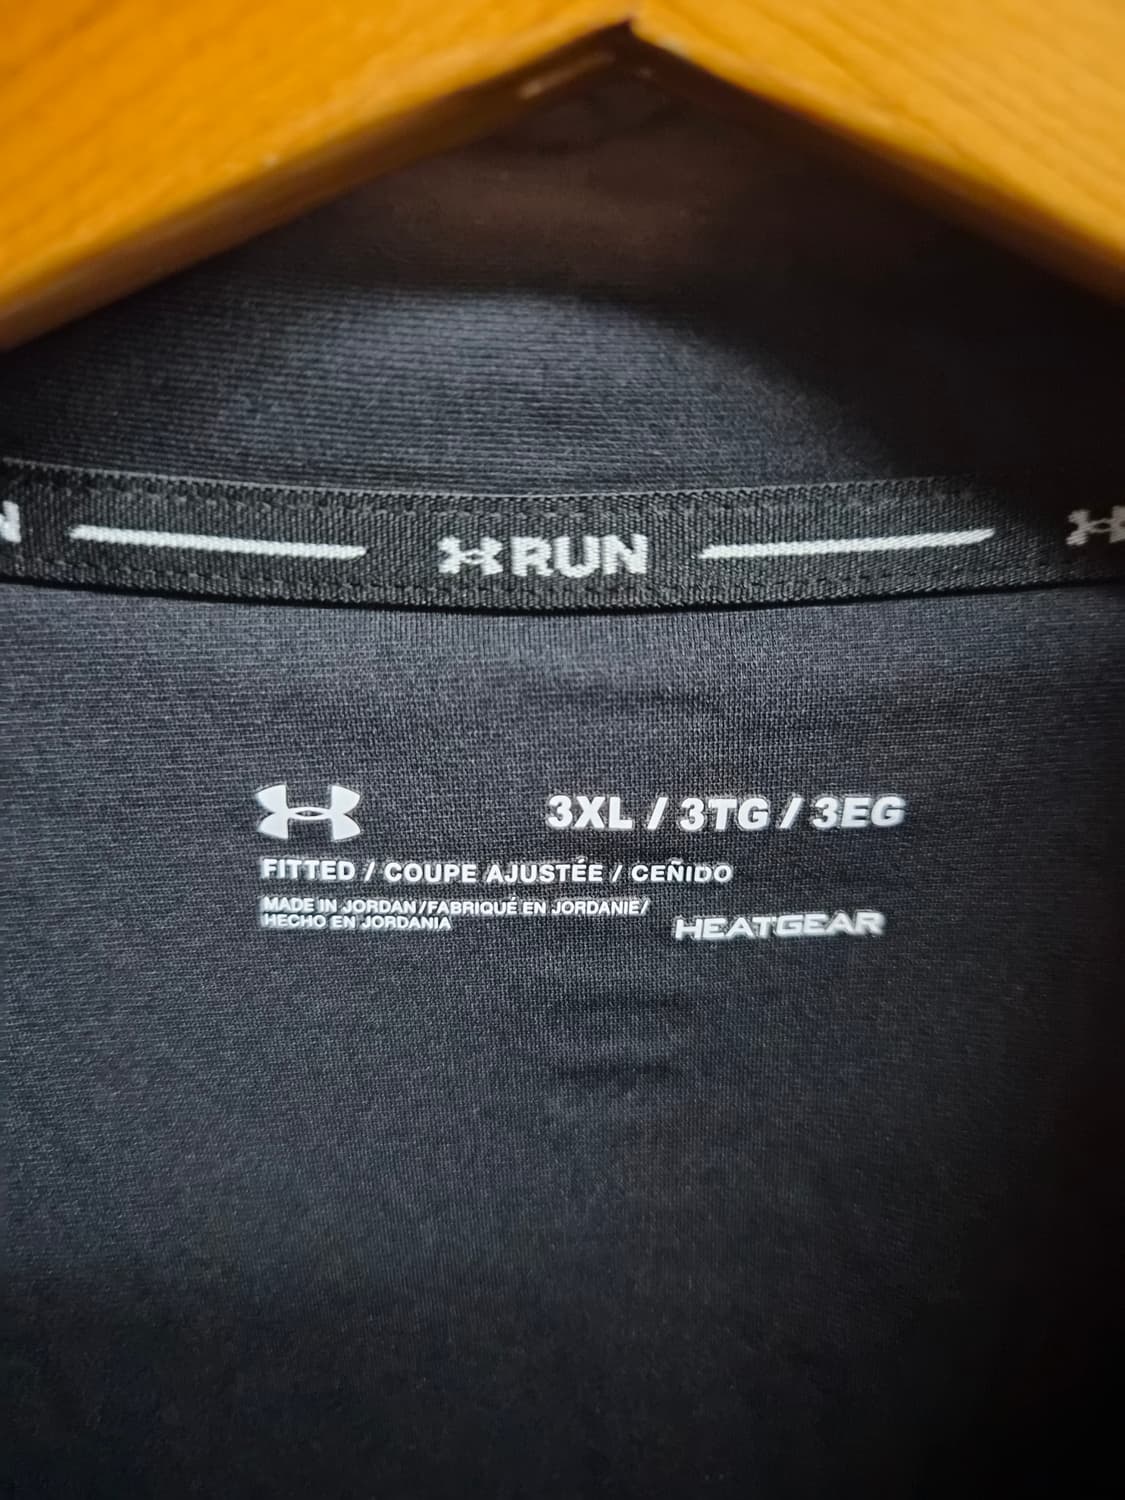 N RUN
3XL / 3TG / 3EG
FITTED / COUPE AJUSTÉE / CEÑIDO
MADE IN JORDAN/FABRIQUÉ EN JORDANIE/
HECHO EN JORDANIA
HEATGEAR